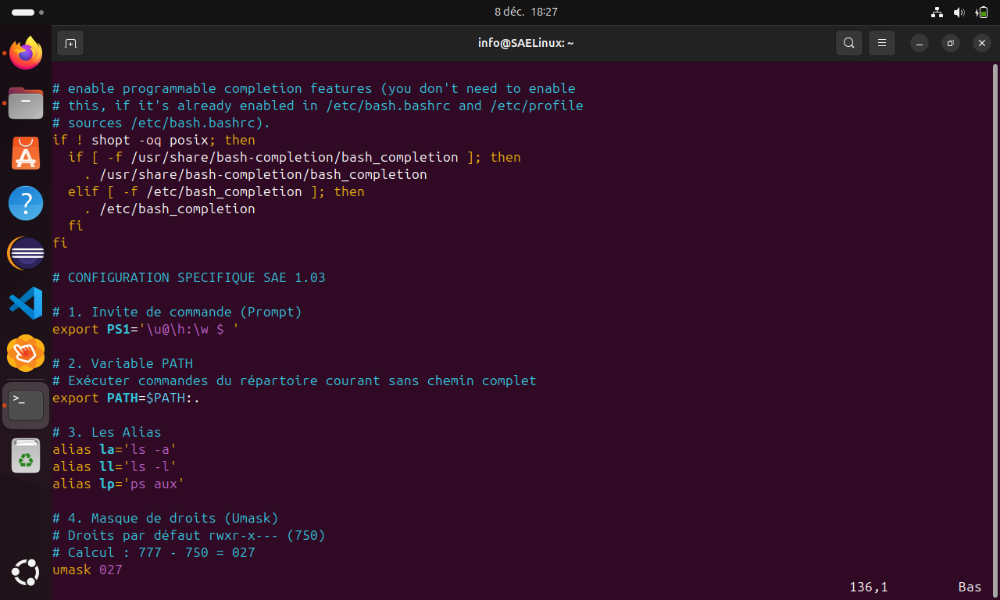 8 déc. 18:27
info@SAELinux: ~
# enable programmable completion features (you don't need to enable
# this, if it's already enabled in /etc/bash.bashrc and /etc/profile
# sources /etc/bash.bashrc).
if ! shopt -oq posix; then
  if [ -f /usr/share/bash-completion/bash_completion ]; then
    . /usr/share/bash-completion/bash_completion
  elif [ -f /etc/bash_completion ]; then
    . /etc/bash_completion
  fi
fi
# CONFIGURATION SPECIFIQUE SAE 1.03
# 1. Invite de commande (Prompt)
export PS1='\u@\h:\w $ '
# 2. Variable PATH
# Exécuter commandes du répartoire courant sans chemin complet
export PATH=$PATH:.
# 3. Les Alias
alias la='ls -a'
alias ll='ls -l'
alias lp='ps aux'
# 4. Masque de droits (Umask)
# Droits par défaut rwxr-x--- (750)
# Calcul : 777 - 750 = 027
umask 027
136,1 Bas